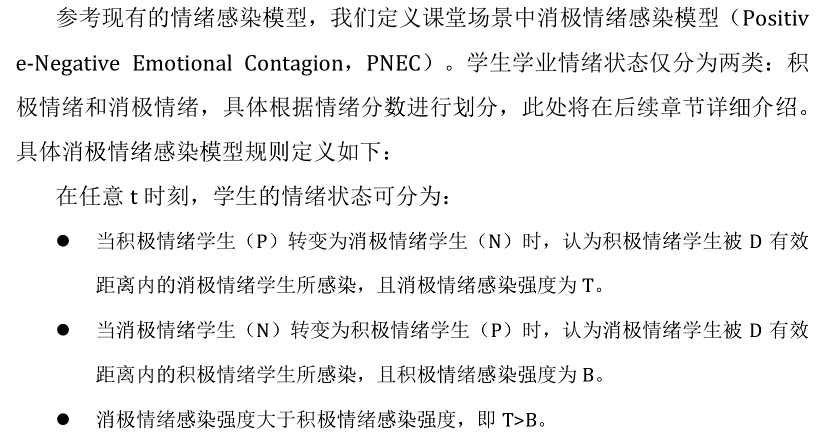 参考现有的情绪感染模型，我们定义课堂场景中消极情绪感染模型（Positiv
e-Negative Emotional Contagion，PNEC）。学生学业情绪状态仅分为两类：积
极情绪和消极情绪，具体根据情绪分数进行划分，此处将在后续章节详细介绍。
具体消极情绪感染模型规则定义如下：
在任意 t 时刻，学生的情绪状态可分为：
● 当积极情绪学生（P）转变为消极情绪学生（N）时，认为积极情绪学生被 D 有效
距离内的消极情绪学生所感染，且消极情绪感染强度为 T。
● 当消极情绪学生（N）转变为积极情绪学生（P）时，认为消极情绪学生被 D 有效
距离内的积极情绪学生所感染，且积极情绪感染强度为 B。
● 消极情绪感染强度大于积极情绪感染强度，即 T>B。